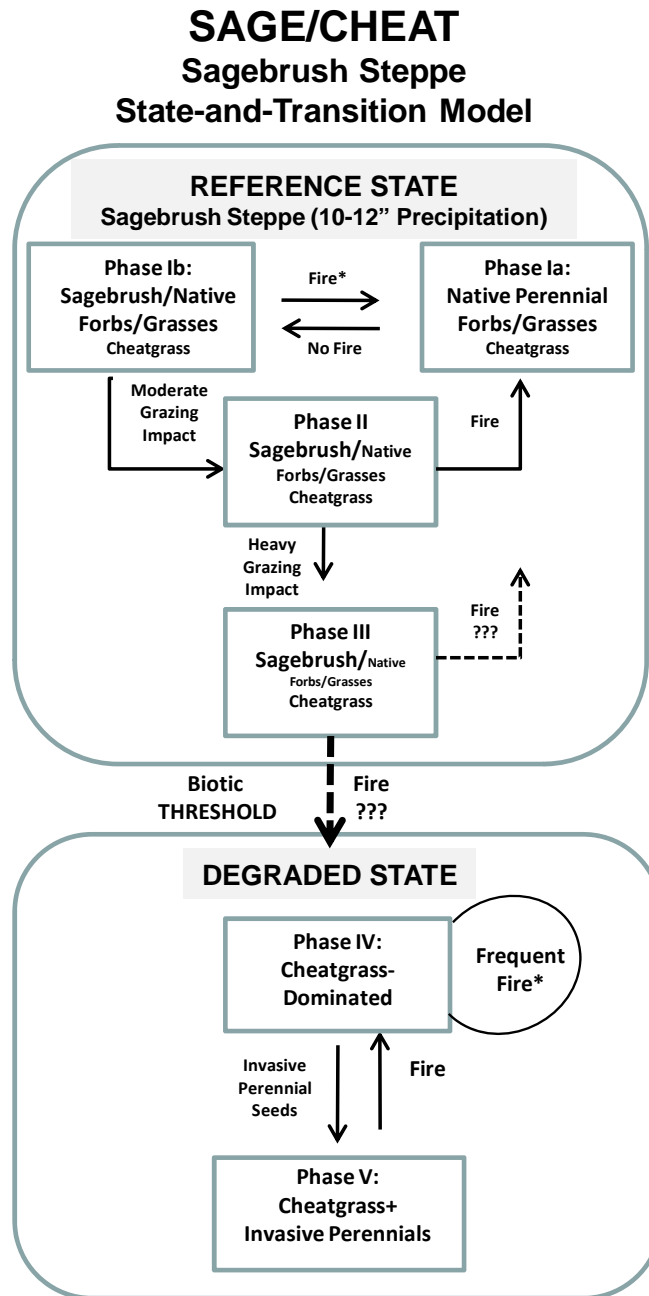 SAGE/CHEAT
Sagebrush Steppe
State-and-Transition Model
REFERENCE STATE
Sagebrush Steppe (10-12” Precipitation)
Phase Ib:
Sagebrush/Native
Forbs/Grasses
Cheatgrass
Fire*
No Fire
Phase Ia:
Native Perennial
Forbs/Grasses
Cheatgrass
Moderate
Grazing
Impact
Phase II
Sagebrush/Native
Forbs/Grasses
Cheatgrass
Fire
Heavy
Grazing
Impact
Phase III
Sagebrush/Native
Forbs/Grasses
Cheatgrass
Fire
???
Biotic
THRESHOLD
Fire
???
DEGRADED STATE
Phase IV:
Cheatgrass-
Dominated
Frequent
Fire*
Invasive
Perennial
Seeds
Fire
Phase V:
Cheatgrass+
Invasive Perennials